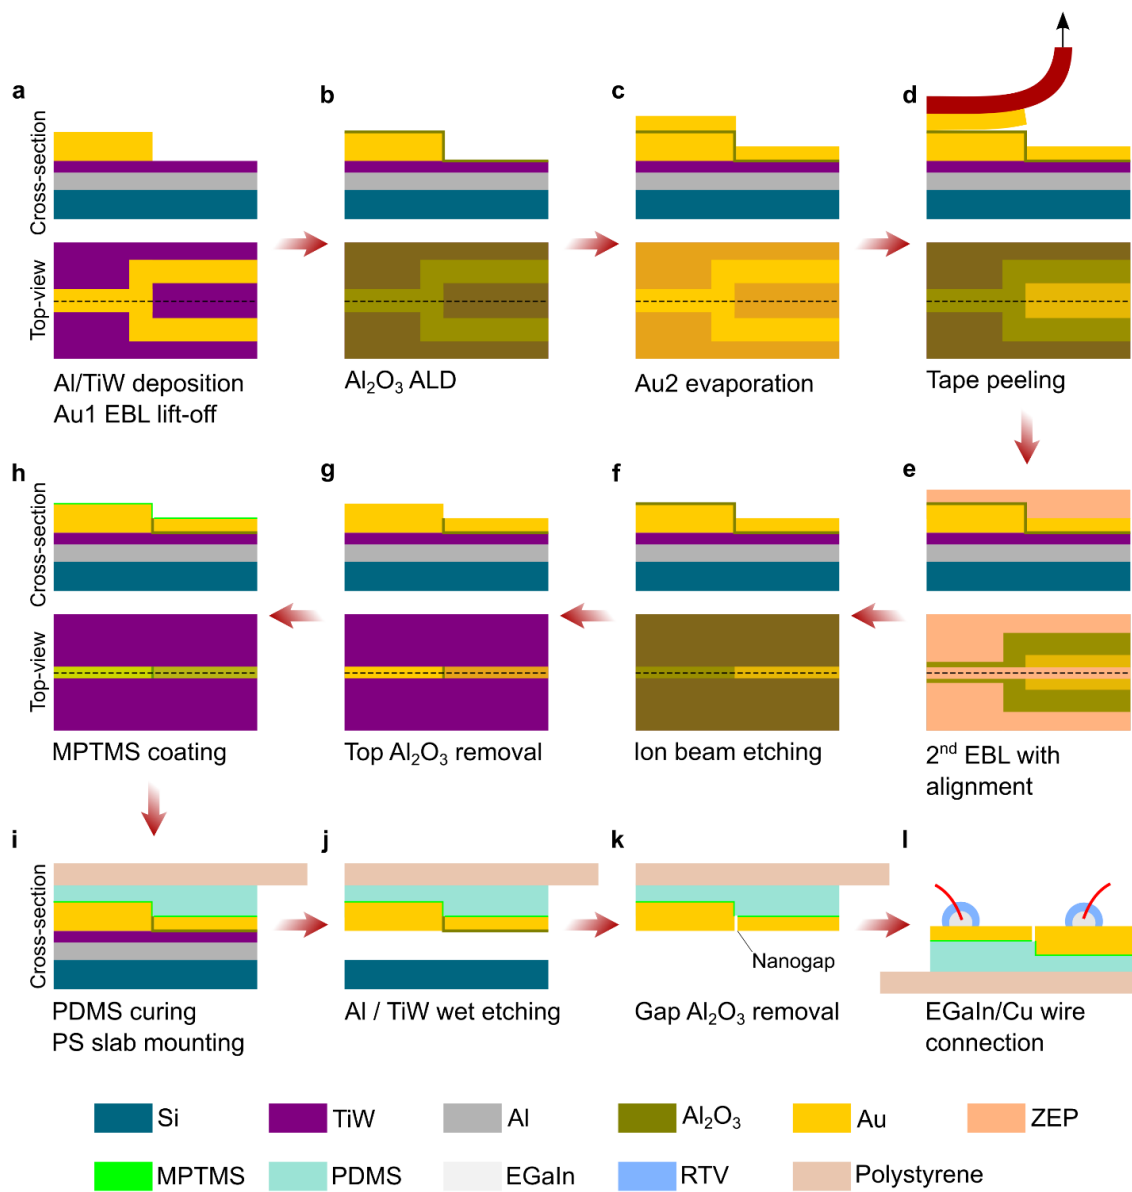 a
b
c
d
Cross-section
Top-view
Al/TiW deposition
Au1 EBL lift-off
Al₂O₃ ALD
Au2 evaporation
Tape peeling
h
g
f
e
Cross-section
Top-view
MPTMS coating
Top Al₂O₃ removal
Ion beam etching
2ⁿᵈ EBL with
alignment
i
j
k
l
Cross-section
Nanogap
PDMS curing
PS slab mounting
Al / TiW wet etching
Gap Al₂O₃ removal
EGaIn/Cu wire
connection
Si
TiW
Al
Al₂O₃
Au
ZEP
MPTMS
PDMS
EGaIn
RTV
Polystyrene